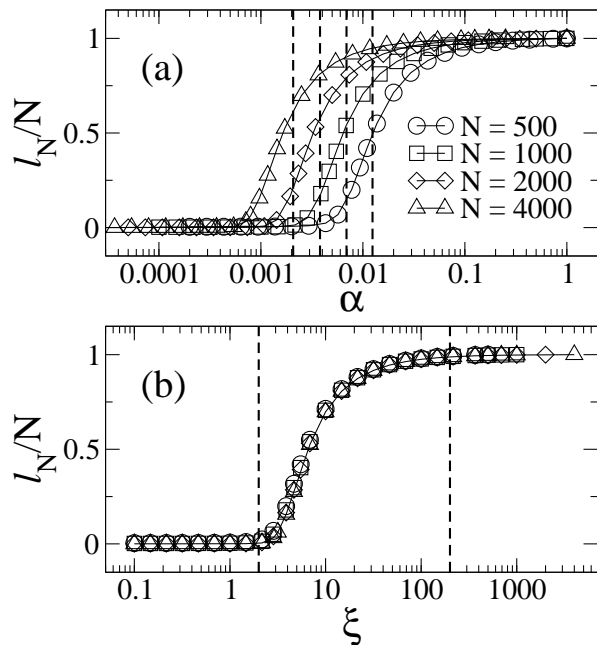 1
0.5
0
l_N/N
(a)
N = 500
N = 1000
N = 2000
N = 4000
0.0001 0.001 0.01 0.1 1
α
1
0.5
0
l_N/N
(b)
0.1 1 10 100 1000
ξ